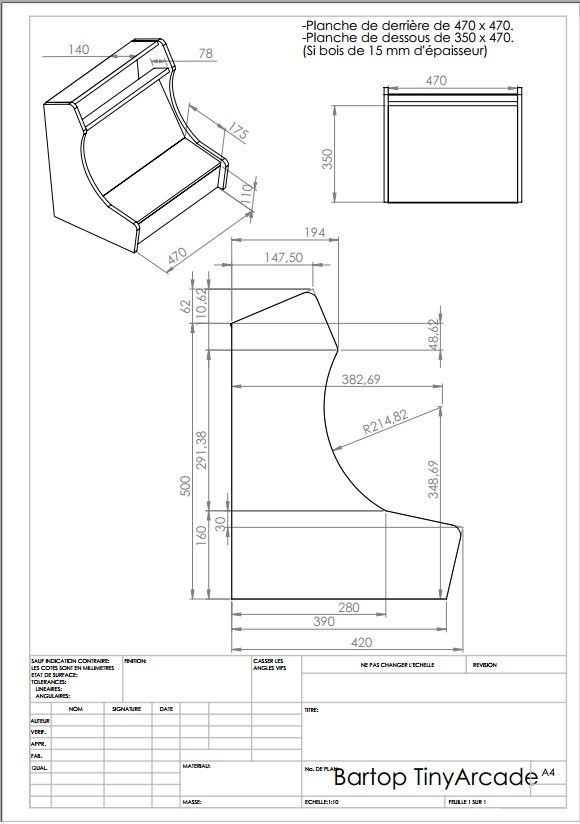 -Planche de derrière de 470 x 470.
-Planche de dessous de 350 x 470.
(Si bois de 15 mm d'épaisseur)
140
78
175
110
470
470
350
194
147,50
62
10,62
48,62
382,69
R214,82
291,38
348,69
500
30
160
280
390
420
SAUF INDICATION CONTRAIRE:
LES COTES SONT EN MILLIMETRES
ETAT DE SURFACE:
TOLERANCES:
LINEAIRES:
ANGULAIRES:
FINITION:
CASSER LES
ANGLES VIFS
NE PAS CHANGER L'ECHELLE
REVISION
NOM SIGNATURE DATE
TITRE:
AUTEUR
VERIF.
APPR.
FAB.
QUAL.
MATERIAU:
No. DE PLAN
Bartop TinyArcade
A4
MASSE:
ECHELLE:1:10
FEUILLE 1 SUR 1